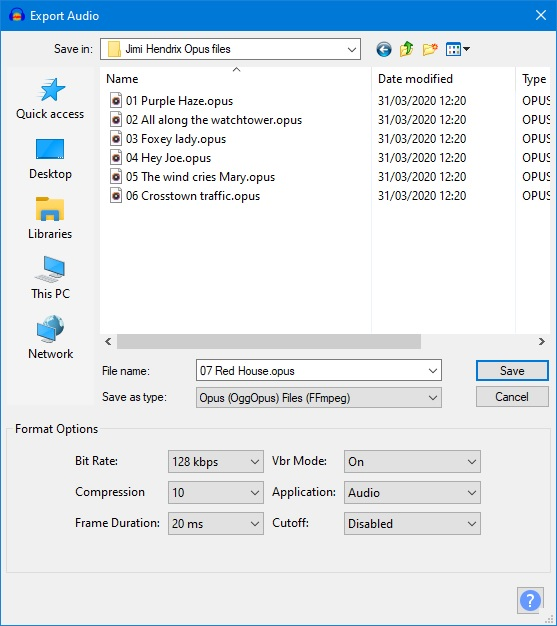 Export Audio
Save in: Jimi Hendrix Opus files
Name Date modified Type
01 Purple Haze.opus 31/03/2020 12:20 OPUS
02 All along the watchtower.opus 31/03/2020 12:20 OPUS
03 Foxey lady.opus 31/03/2020 12:20 OPUS
04 Hey Joe.opus 31/03/2020 12:20 OPUS
05 The wind cries Mary.opus 31/03/2020 12:20 OPUS
06 Crosstown traffic.opus 31/03/2020 12:20 OPUS
Quick access
Desktop
Libraries
This PC
Network
File name: 07 Red House.opus Save
Save as type: Opus (OggOpus) Files (FFmpeg) Cancel
Format Options
Bit Rate: 128 kbps Vbr Mode: On
Compression 10 Application: Audio
Frame Duration: 20 ms Cutoff: Disabled
?